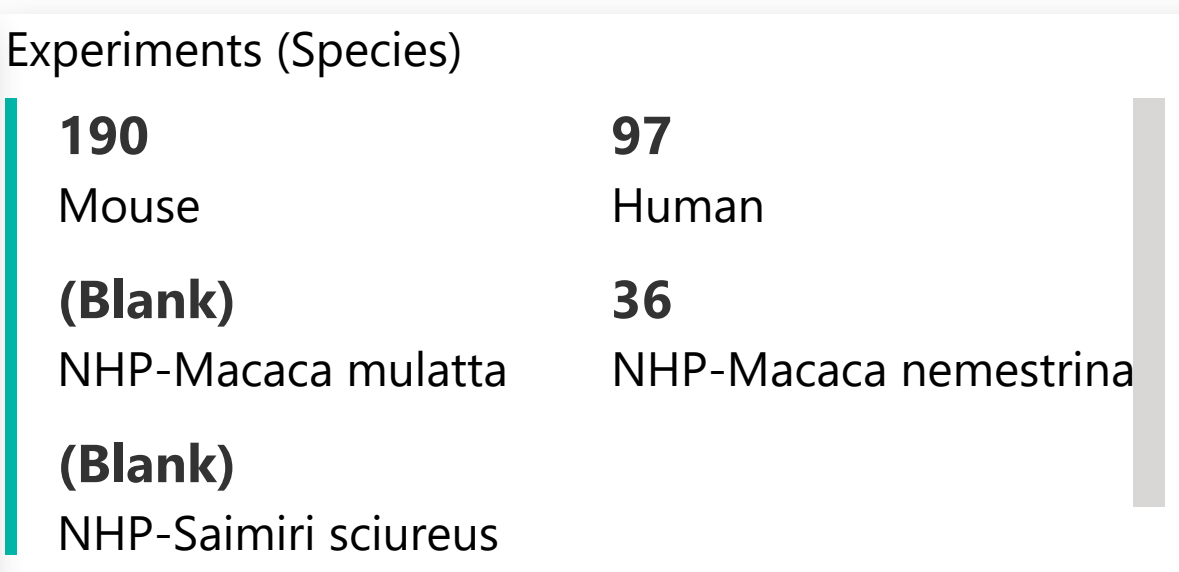 Experiments (Species)
190
Mouse
97
Human
(Blank)
NHP-Macaca mulatta
36
NHP-Macaca nemestrina
(Blank)
NHP-Saimiri sciureus